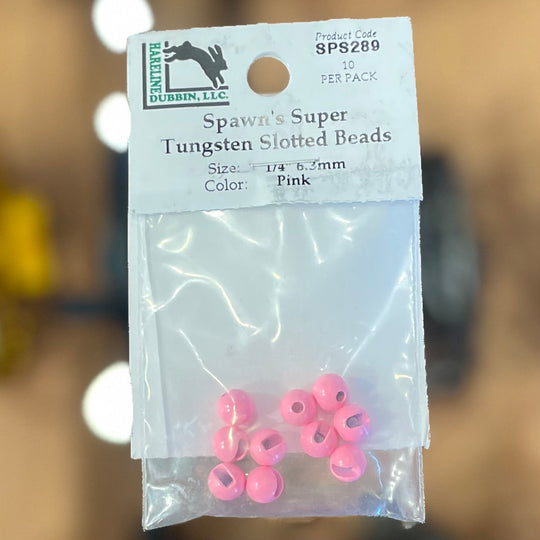 HARELINE
DUBBIN, LLC.
Product Code
SPS289
10
PER PACK
Spawn's Super
Tungsten Slotted Beads
Size: 1/4" 6.3mm
Color: Pink